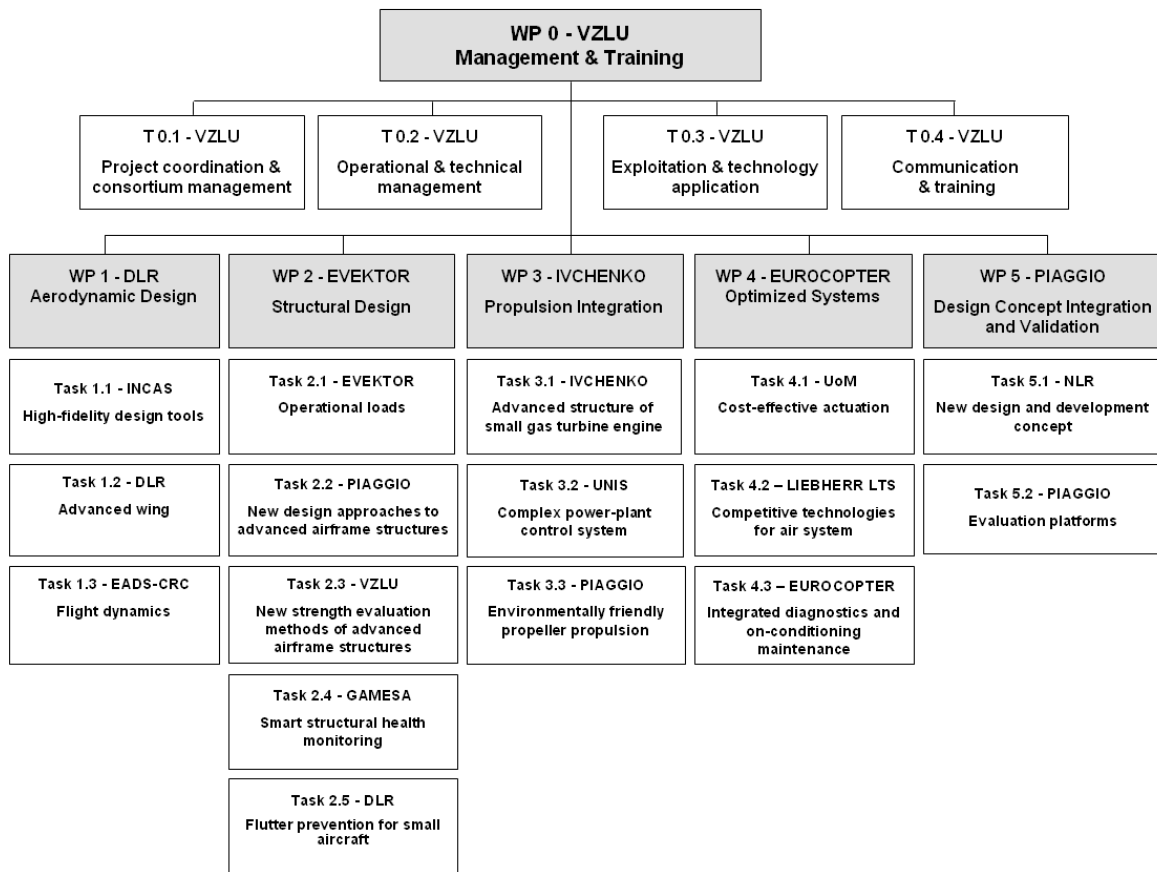 WP 0 - VZLU
Management & Training
T 0.1 - VZLU
Project coordination &
consortium management
T 0.2 - VZLU
Operational & technical
management
T 0.3 - VZLU
Exploitation & technology
application
T 0.4 - VZLU
Communication
& training
WP 1 - DLR
Aerodynamic Design
WP 2 - EVEKTOR
Structural Design
WP 3 - IVCHENKO
Propulsion Integration
WP 4 - EUROCOPTER
Optimized Systems
WP 5 - PIAGGIO
Design Concept Integration
and Validation
Task 1.1 - INCAS
High-fidelity design tools
Task 2.1 - EVEKTOR
Operational loads
Task 3.1 - IVCHENKO
Advanced structure of
small gas turbine engine
Task 4.1 - UoM
Cost-effective actuation
Task 5.1 - NLR
New design and development
concept
Task 1.2 - DLR
Advanced wing
Task 2.2 - PIAGGIO
New design approaches to
advanced airframe structures
Task 3.2 - UNIS
Complex power-plant
control system
Task 4.2 – LIEBHERR LTS
Competitive technologies
for air system
Task 5.2 - PIAGGIO
Evaluation platforms
Task 1.3 - EADS-CRC
Flight dynamics
Task 2.3 - VZLU
New strength evaluation
methods of advanced
airframe structures
Task 3.3 - PIAGGIO
Environmentally friendly
propeller propulsion
Task 4.3 – EUROCOPTER
Integrated diagnostics and
on-conditioning
maintenance
Task 2.4 - GAMESA
Smart structural health
monitoring
Task 2.5 - DLR
Flutter prevention for small
aircraft